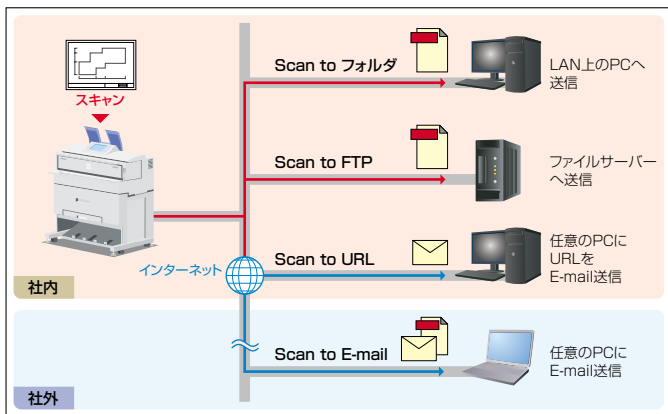 スキャン
Scan to フォルダ
LAN上のPCへ
送信
Scan to FTP
ファイルサーバー
へ送信
インターネット
Scan to URL
任意のPCに
URLを
E-mail送信
社内
Scan to E-mail
任意のPCに
E-mail送信
社外